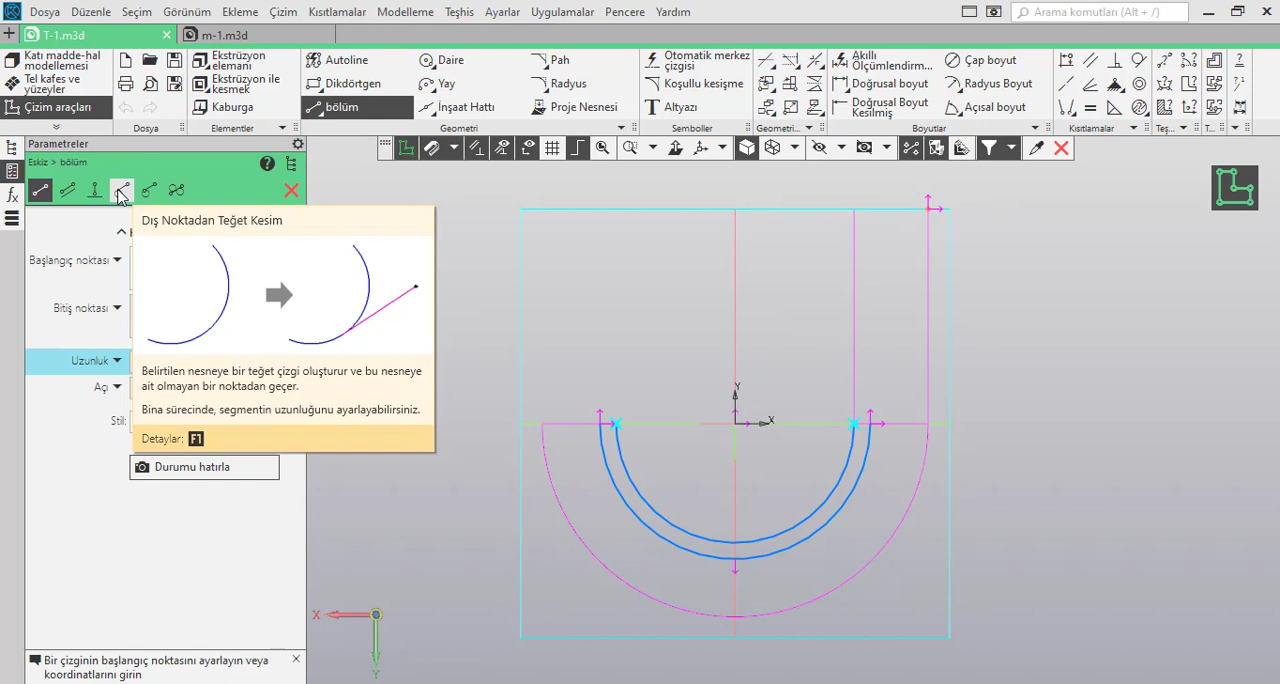 Dosya Düzenle Seçim Görünüm Ekleme Çizim Kısıtlamalar Modelleme Teşhis Ayarlar Uygulamalar Pencere Yardım Arama komutları (Alt + /)
T-1.m3d m-1.m3d
Katı madde-hal modellemesi
Tel kafes ve yüzeyler
Çizim araçları
Dosya
Ekstrüzyon elemanı
Ekstrüzyon ile kesmek
Kaburga
Elementler
Autoline Daire Pah
Dikdörtgen Yay Radyus
bölüm İnşaat Hattı Proje Nesnesi
Geometri
Otomatik merkez çizgisi
Koşullu kesişme
Altyazı
Semboller
Geometri...
Akıllı Ölçümlendirm... Çap boyut
Doğrusal boyut Radyus Boyut
Doğrusal Boyut Kesilmiş Açısal boyut
Boyutlar
Kısıtlamalar
Teş...
T...
Parametreler
Eskiz > bölüm
Başlangıç noktası
Bitiş noktası
Uzunluk
Açı
Stil:
Durumu hatırla
Dış Noktadan Teğet Kesim
Belirtilen nesneye bir teğet çizgi oluşturur ve bu nesneye
ait olmayan bir noktadan geçer.
Bina sürecinde, segmentin uzunluğunu ayarlayabilirsiniz.
Detaylar: F1
Y
X
X
Y
Bir çizginin başlangıç noktasını ayarlayın veya
koordinatlarını girin